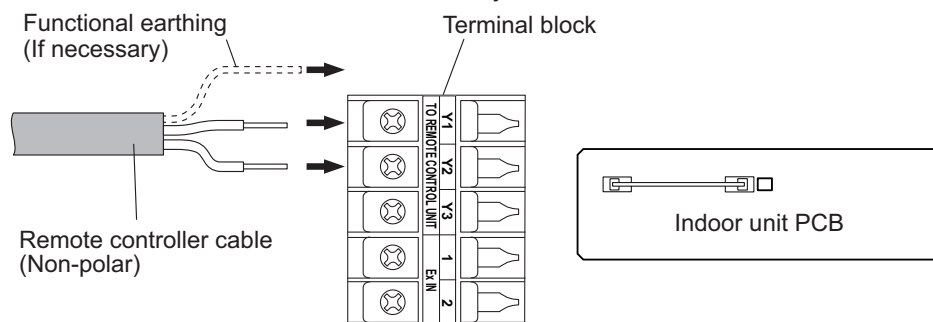 Functional earthing
(If necessary)
Terminal block
Remote controller cable
(Non-polar)
TO REMOTE CONTROL UNIT
Ex IN
Y1
Y2
Y3
1
2
Indoor unit PCB